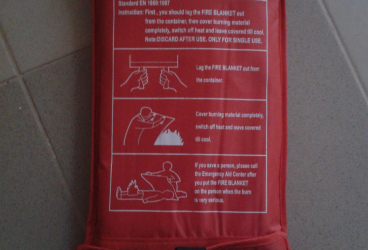 Standard EN 1869:1997
Instruction: First, you should lag the FIRE BLANKET out
from the container, then cover burning material
completely, switch off heat and leave covered till cool.
Note:DISCARD AFTER USE. ONLY FOR SINGLE USE.
Lag the FIRE BLANKET out from
the container.
Cover burning material completely,
switch off heat and leave covered
till cool.
If you save a person, please call
the Emergency Aid Center after
you put the FIRE BLANKET
on the person when the burn
is very serious.